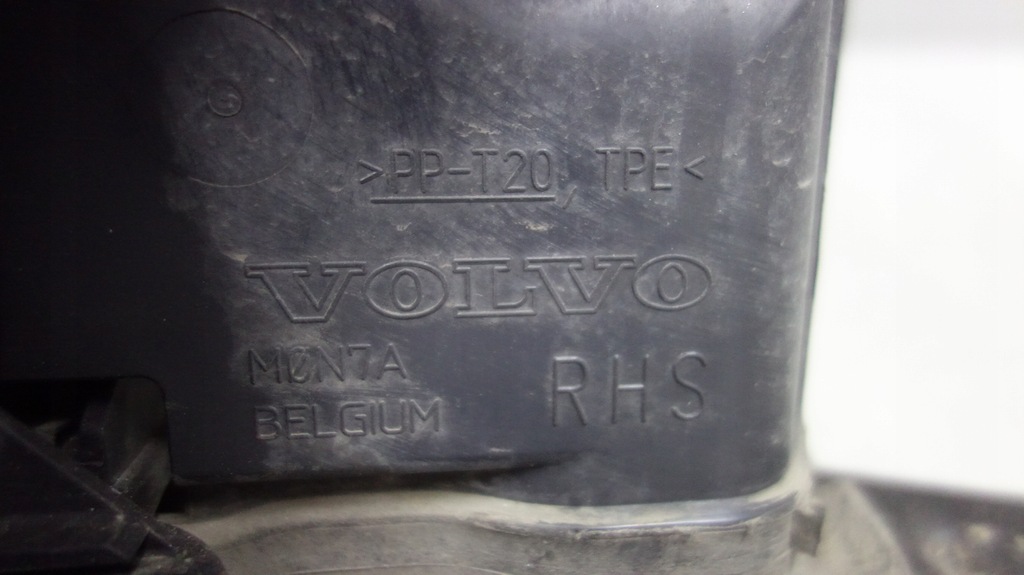 >PP-T20, TPE<
VOLVO
MØN7A
BELGIUM
RHS